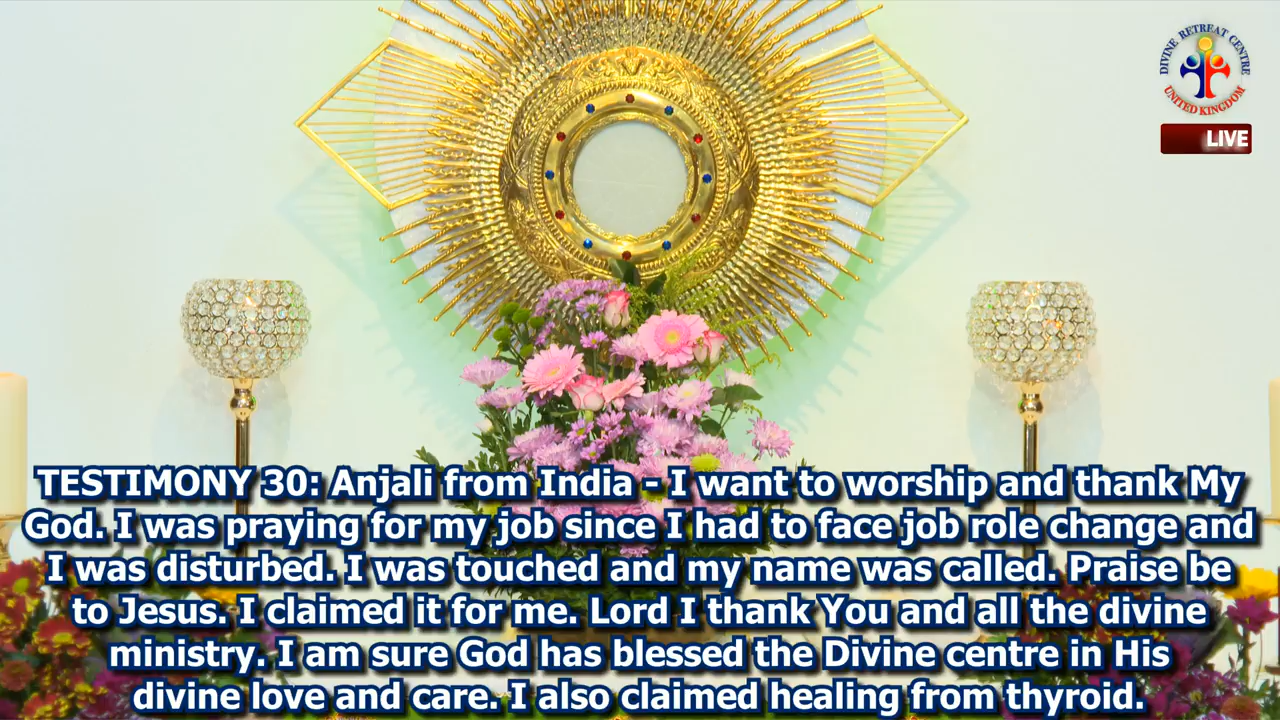 DIVINE RETREAT CENTRE
UNITED KINGDOM
LIVE
TESTIMONY 30: Anjali from India - I want to worship and thank My
God. I was praying for my job since I had to face job role change and
I was disturbed. I was touched and my name was called. Praise be
to Jesus. I claimed it for me. Lord I thank You and all the divine
ministry. I am sure God has blessed the Divine centre in His
divine love and care. I also claimed healing from thyroid.